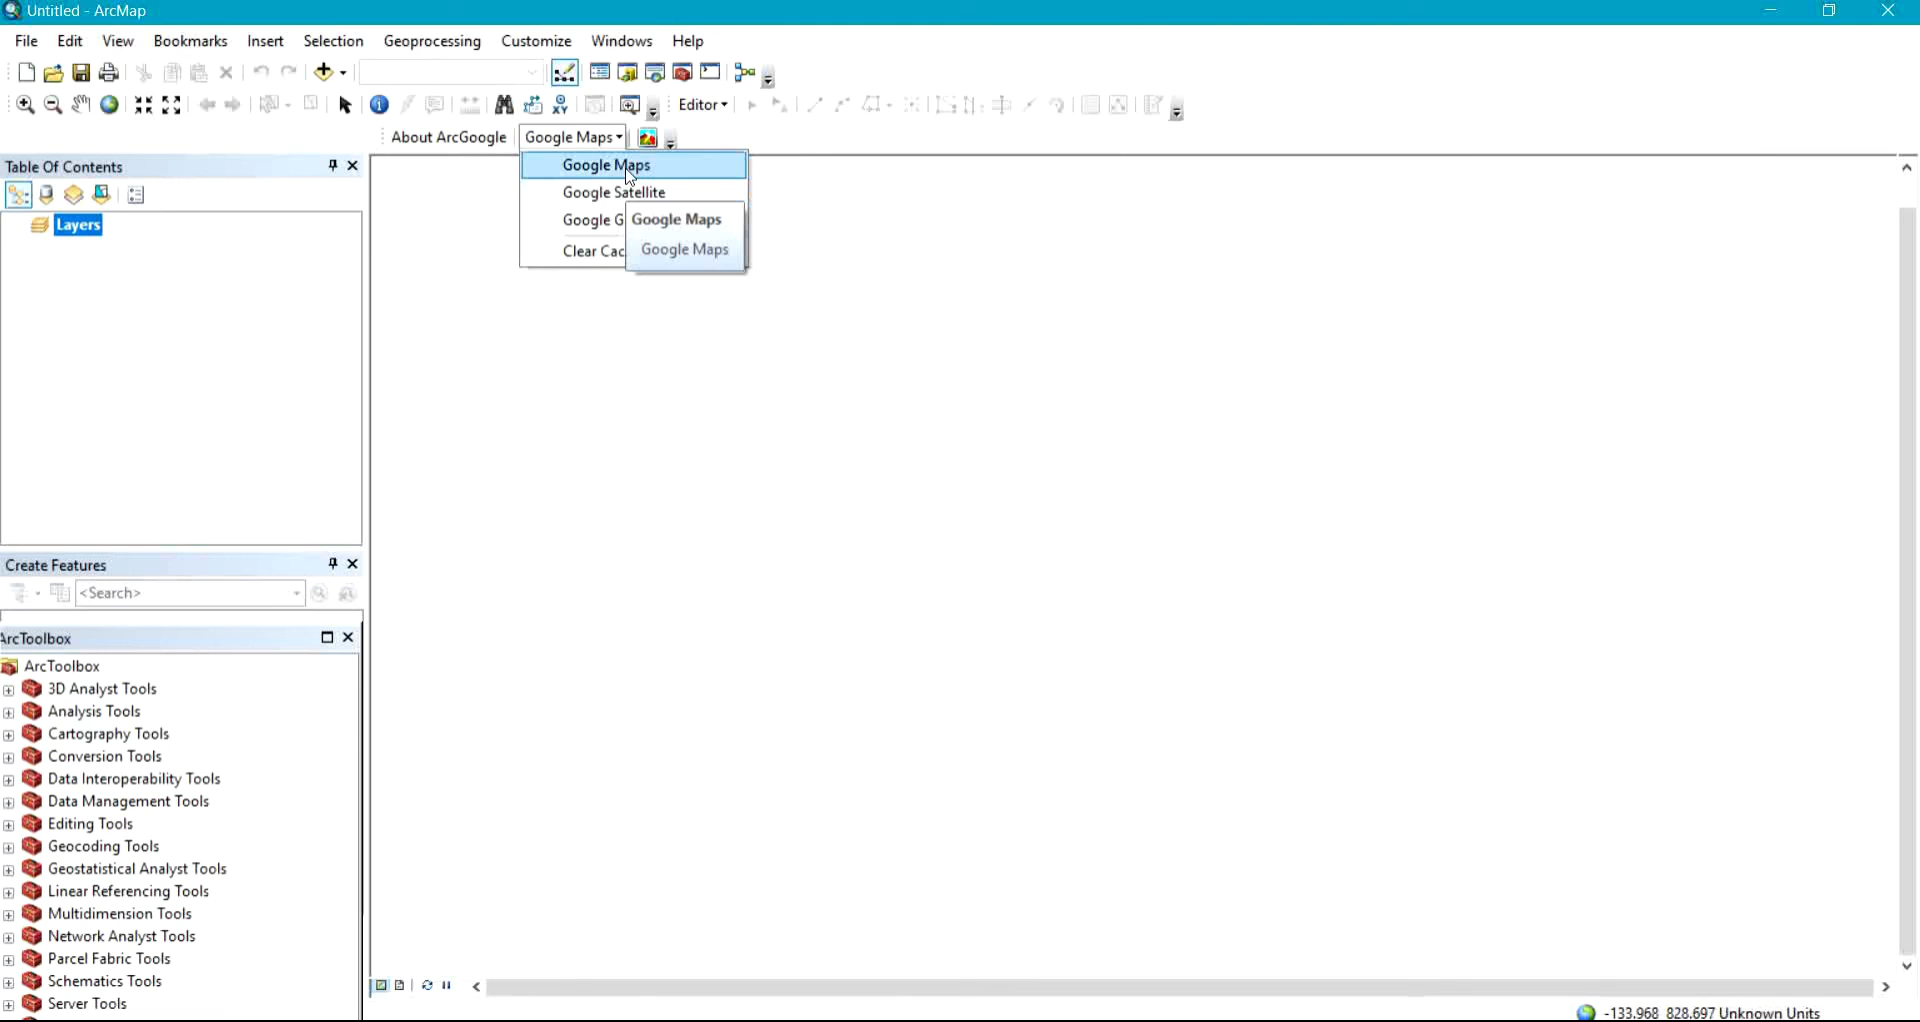 Untitled - ArcMap
File Edit View Bookmarks Insert Selection Geoprocessing Customize Windows Help
Editor
About ArcGoogle Google Maps
Google Maps
Google Satellite
Google G
Clear Cac
Google Maps
Google Maps
Table Of Contents
Layers
Create Features
<Search>
ArcToolbox
ArcToolbox
3D Analyst Tools
Analysis Tools
Cartography Tools
Conversion Tools
Data Interoperability Tools
Data Management Tools
Editing Tools
Geocoding Tools
Geostatistical Analyst Tools
Linear Referencing Tools
Multidimension Tools
Network Analyst Tools
Parcel Fabric Tools
Schematics Tools
Server Tools
-133.968 828.697 Unknown Units